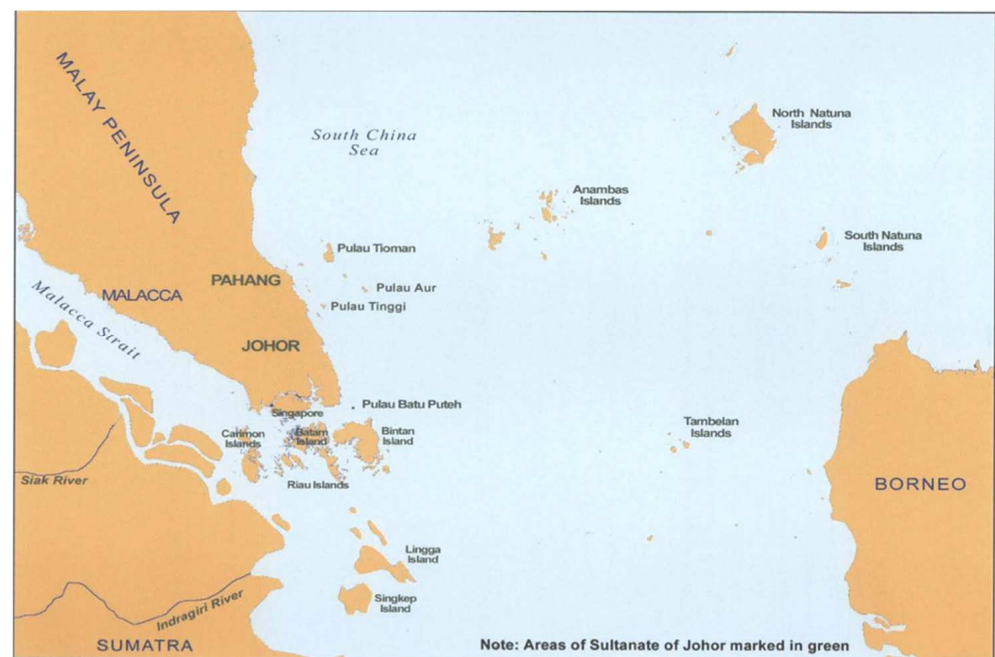 MALAY PENINSULA
South China
Sea
North Natuna
Islands
Anambas
Islands
South Natuna
Islands
Pulau Tioman
PAHANG
Pulau Aur
MALACCA
Pulau Tinggi
Malacca Strait
JOHOR
Pulau Batu Puteh
Singapore
Carimon
Islands
Batam
Island
Bintan
Island
Tambelan
Islands
Siak River
Riau Islands
BORNEO
Lingga
Island
Singkep
Island
Indragiri River
SUMATRA
Note: Areas of Sultanate of Johor marked in green